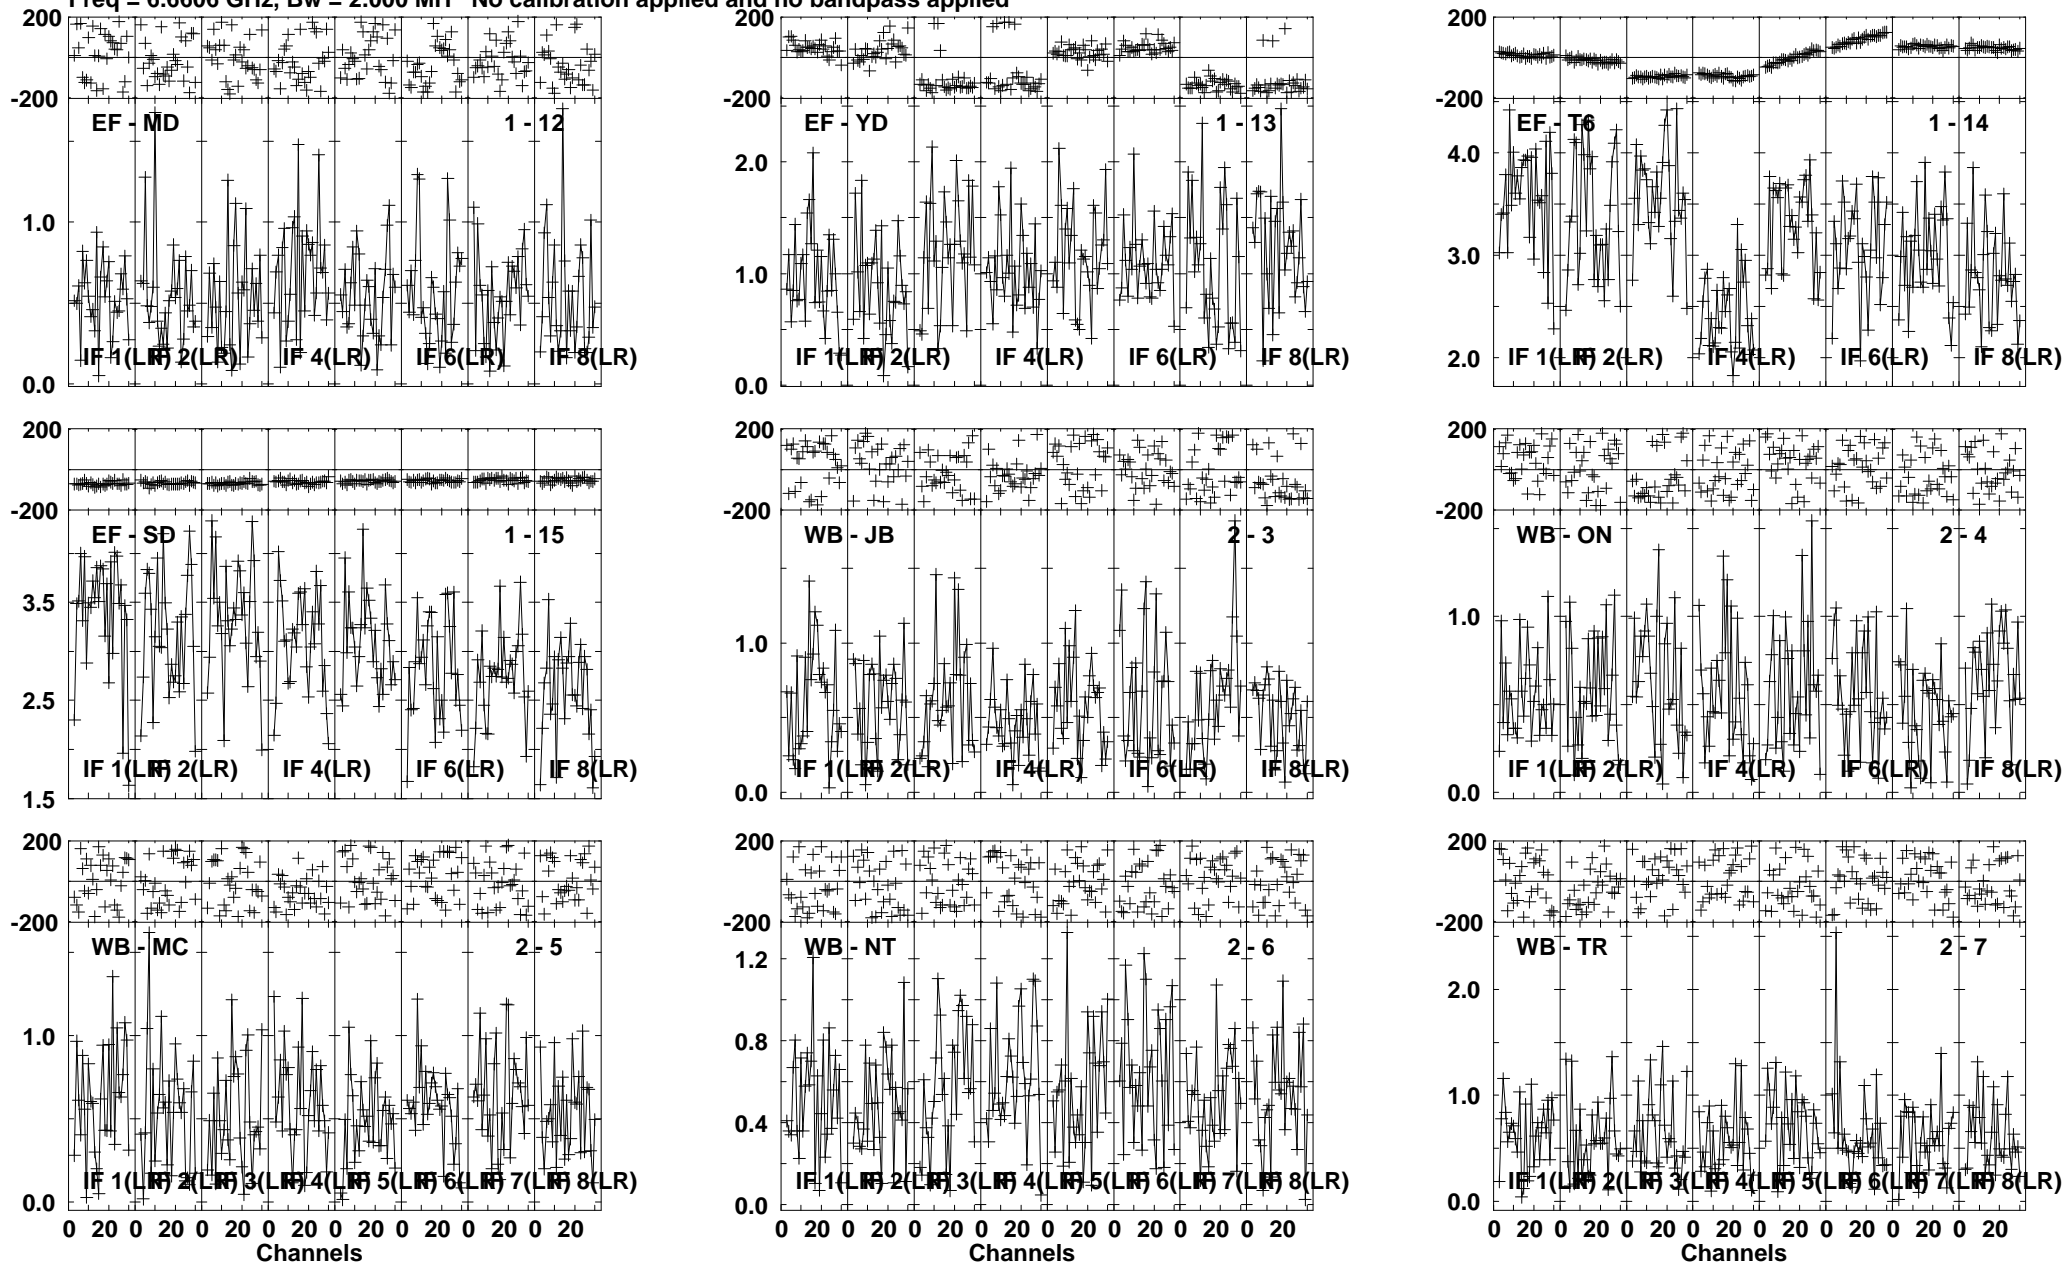 Freq = 6.6606 GHz, Bw = 2.000 MH No calibration applied and no bandpass applied
200
-200
EF - MD 1 - 12
1.0
0.0
IF 1(LR) IF 2(LR) IF 4(LR) IF 6(LR) IF 8(LR)
200
-200
EF - YD 1 - 13
2.0
1.0
0.0
IF 1(LR) IF 2(LR) IF 4(LR) IF 6(LR) IF 8(LR)
200
-200
EF - T6 1 - 14
4.0
3.0
2.0
IF 1(LR) IF 2(LR) IF 4(LR) IF 6(LR) IF 8(LR)
200
-200
EF - SD 1 - 15
3.5
2.5
1.5
IF 1(LR) IF 2(LR) IF 4(LR) IF 6(LR) IF 8(LR)
200
-200
WB - JB 2 - 3
1.0
0.0
IF 1(LR) IF 2(LR) IF 4(LR) IF 6(LR) IF 8(LR)
200
-200
WB - ON 2 - 4
1.0
0.0
IF 1(LR) IF 2(LR) IF 4(LR) IF 6(LR) IF 8(LR)
200
-200
WB - MC 2 - 5
1.0
0.0
IF 1(LR) IF 2(LR) IF 3(LR) IF 4(LR) IF 5(LR) IF 6(LR) IF 7(LR) IF 8(LR)
0 20 0 20 0 20 0 20 0 20 0 20 0 20 0 20
Channels
200
-200
WB - NT 2 - 6
1.2
0.8
0.4
0.0
IF 1(LR) IF 2(LR) IF 3(LR) IF 4(LR) IF 5(LR) IF 6(LR) IF 7(LR) IF 8(LR)
0 20 0 20 0 20 0 20 0 20 0 20 0 20 0 20
Channels
200
-200
WB - TR 2 - 7
2.0
1.0
0.0
IF 1(LR) IF 2(LR) IF 3(LR) IF 4(LR) IF 5(LR) IF 6(LR) IF 7(LR) IF 8(LR)
0 20 0 20 0 20 0 20 0 20 0 20 0 20 0 20
Channels